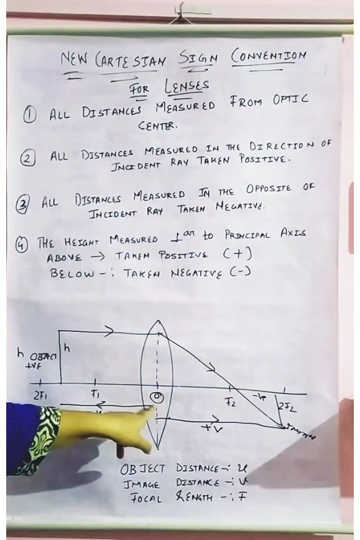 NEW CARTESIAN SIGN CONVENTION
FOR LENSES
① ALL DISTANCES MEASURED FROM OPTIC
CENTER.
② ALL DISTANCES MEASURED IN THE DIRECTION OF
INCIDENT RAY TAKEN POSITIVE.
③ ALL DISTANCES MEASURED IN THE OPPOSITE OF
INCIDENT RAY TAKEN NEGATIVE.
④ THE HEIGHT MEASURED ⊥ar TO PRINCIPAL AXIS
ABOVE → TAKEN POSITIVE (+)
BELOW -: TAKEN NEGATIVE (-)
h OBJECT
+VE
h
2F1 F1 O F2 -h 2F2
+V
OBJECT DISTANCE -: u
IMAGE DISTANCE -: V
FOCAL LENGTH -: F